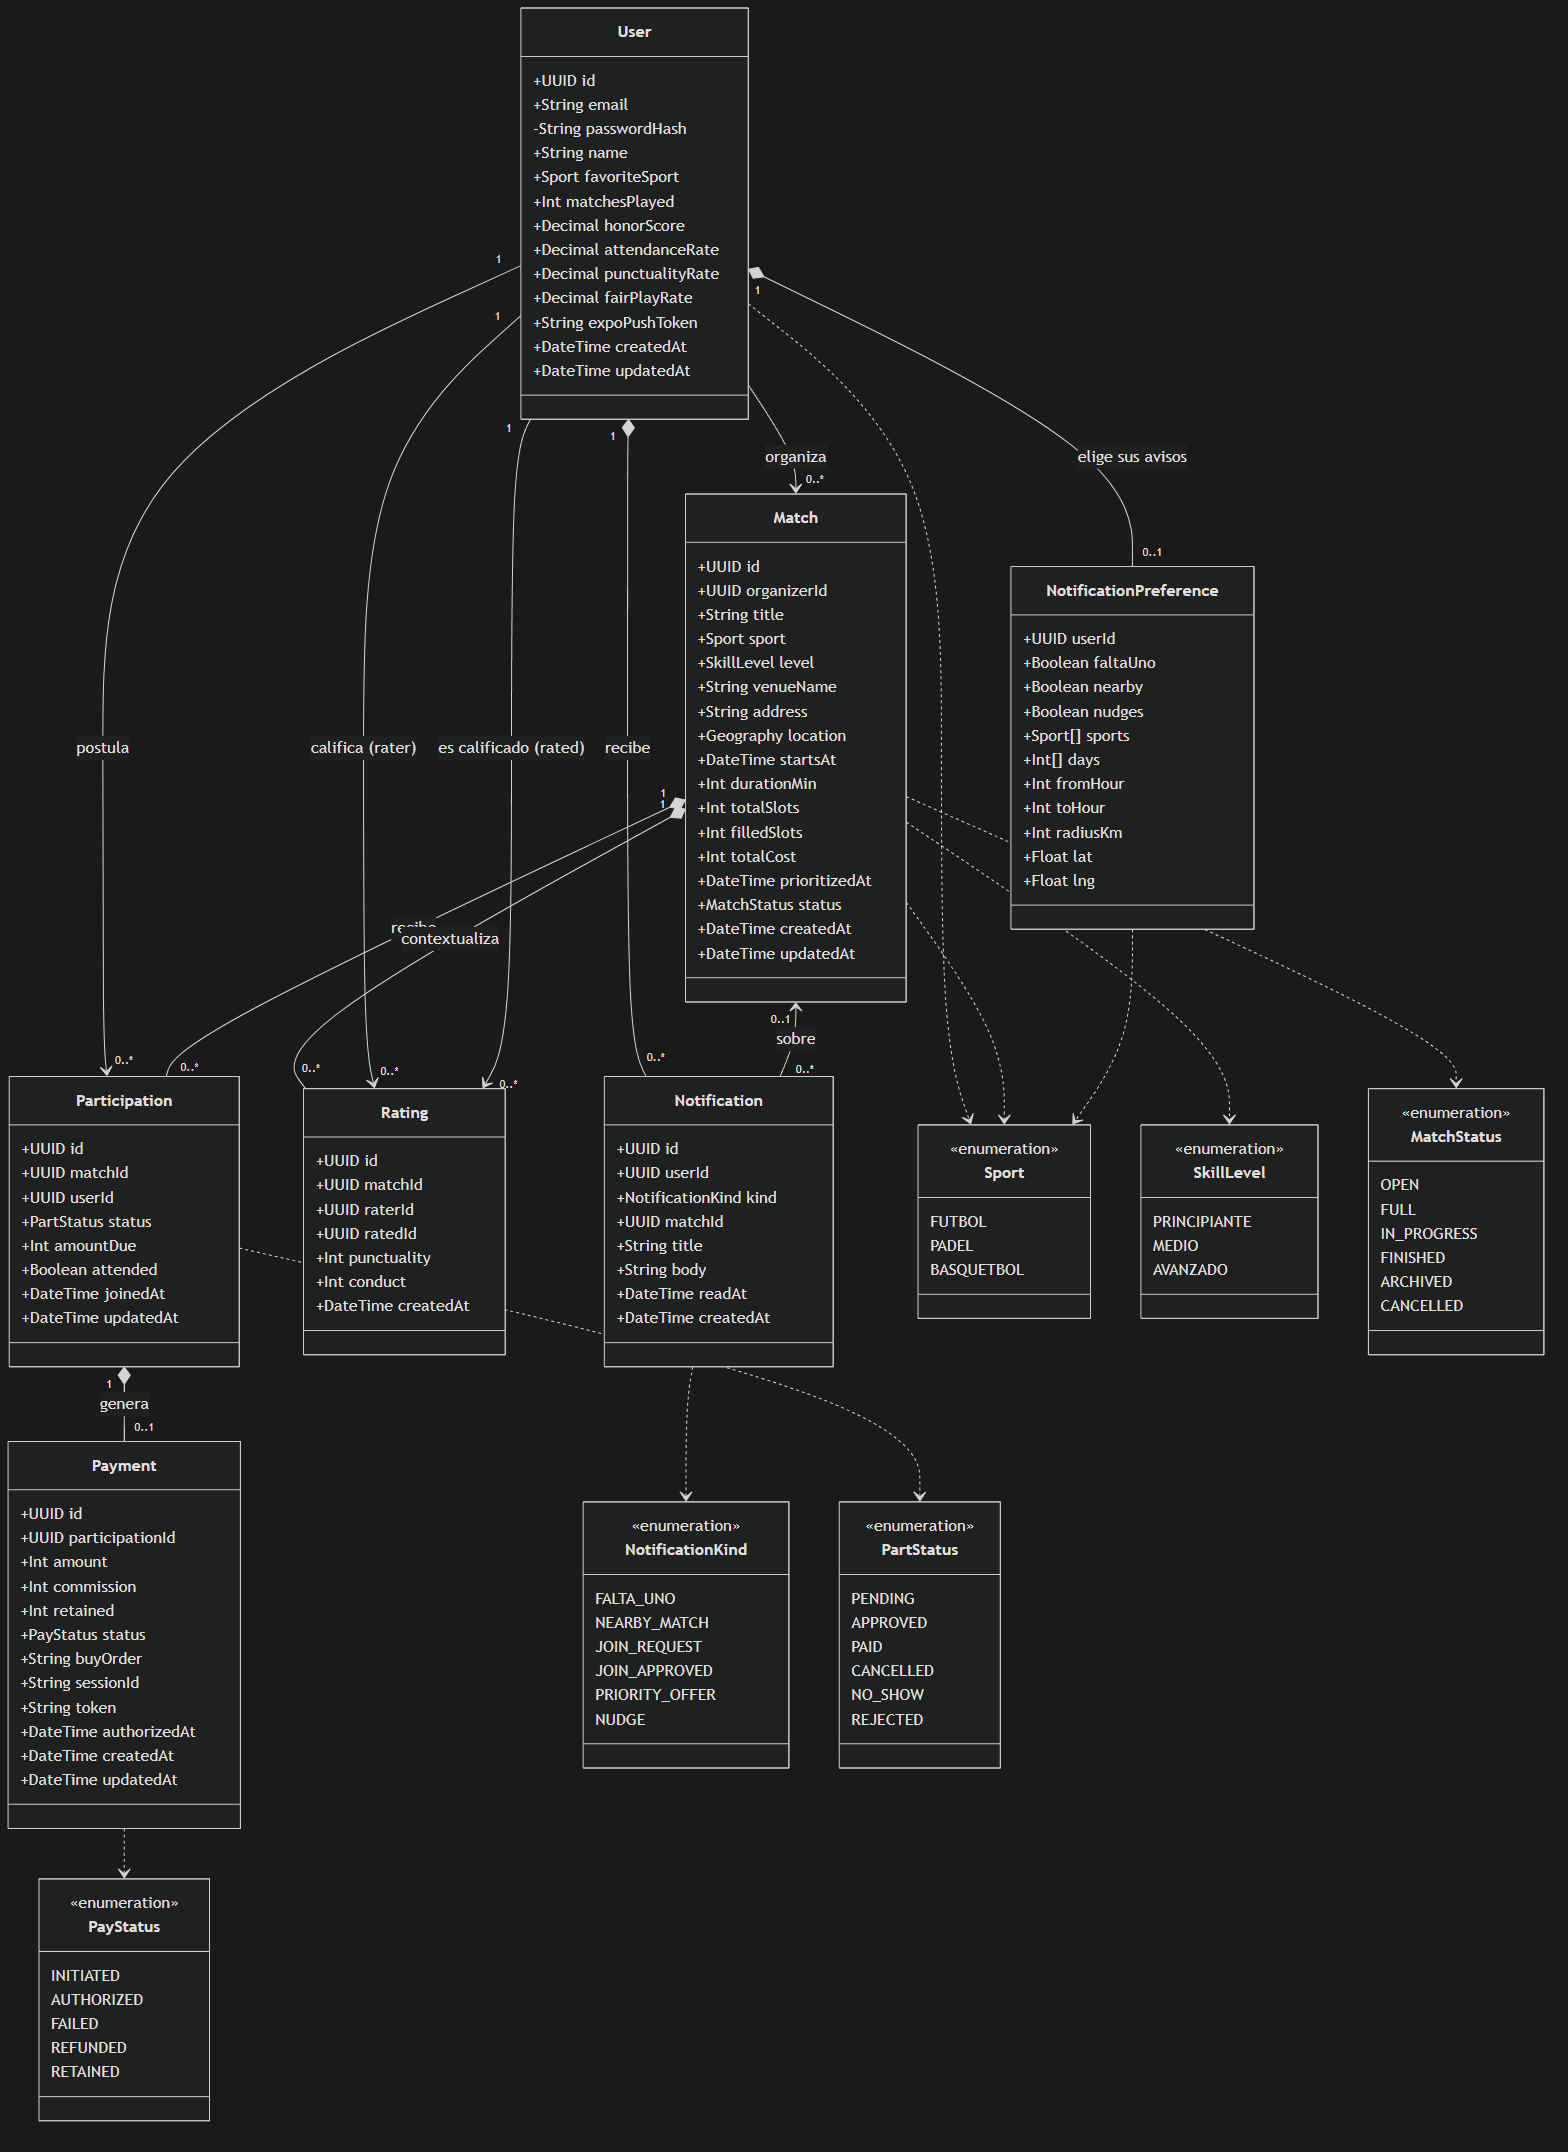 User
+UUID id
+String email
-String passwordHash
+String name
+Sport favoriteSport
+Int matchesPlayed
+Decimal honorScore
+Decimal attendanceRate
+Decimal punctualityRate
+Decimal fairPlayRate
+String expoPushToken
+DateTime createdAt
+DateTime updatedAt
1
1
1
1
1
organiza
0..*
elige sus avisos
0..1
Match
+UUID id
+UUID organizerId
+String title
+Sport sport
+SkillLevel level
+String venueName
+String address
+Geography location
+DateTime startsAt
+Int durationMin
+Int totalSlots
+Int filledSlots
+Int totalCost
+DateTime prioritizedAt
+MatchStatus status
+DateTime createdAt
+DateTime updatedAt
NotificationPreference
+UUID userId
+Boolean faltaUno
+Boolean nearby
+Boolean nudges
+Sport[] sports
+Int[] days
+Int fromHour
+Int toHour
+Int radiusKm
+Float lat
+Float lng
postula
califica (rater)
es calificado (rated)
recibe
1
1
recibe
contextualiza
0..1
sobre
0..*
0..*
0..*
0..*
0..*
0..*
0..*
Participation
+UUID id
+UUID matchId
+UUID userId
+PartStatus status
+Int amountDue
+Boolean attended
+DateTime joinedAt
+DateTime updatedAt
Rating
+UUID id
+UUID matchId
+UUID raterId
+UUID ratedId
+Int punctuality
+Int conduct
+DateTime createdAt
Notification
+UUID id
+UUID userId
+NotificationKind kind
+UUID matchId
+String title
+String body
+DateTime readAt
+DateTime createdAt
«enumeration»
Sport
FUTBOL
PADEL
BASQUETBOL
«enumeration»
SkillLevel
PRINCIPIANTE
MEDIO
AVANZADO
«enumeration»
MatchStatus
OPEN
FULL
IN_PROGRESS
FINISHED
ARCHIVED
CANCELLED
1
genera
0..1
Payment
+UUID id
+UUID participationId
+Int amount
+Int commission
+Int retained
+PayStatus status
+String buyOrder
+String sessionId
+String token
+DateTime authorizedAt
+DateTime createdAt
+DateTime updatedAt
«enumeration»
NotificationKind
FALTA_UNO
NEARBY_MATCH
JOIN_REQUEST
JOIN_APPROVED
PRIORITY_OFFER
NUDGE
«enumeration»
PartStatus
PENDING
APPROVED
PAID
CANCELLED
NO_SHOW
REJECTED
«enumeration»
PayStatus
INITIATED
AUTHORIZED
FAILED
REFUNDED
RETAINED